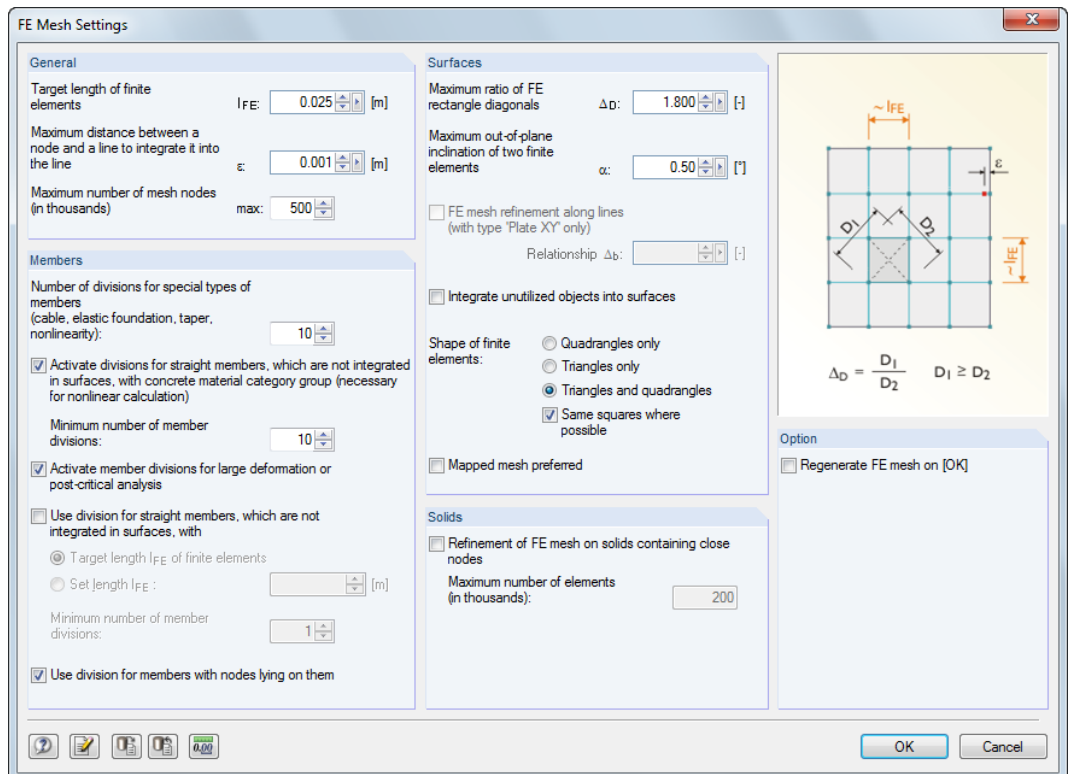 FE Mesh Settings
General
Target length of finite
elements
lFE:
0.025
[m]
Maximum distance between a
node and a line to integrate it into
the line
ε:
0.001
[m]
Maximum number of mesh nodes
(in thousands)
max:
500
Members
Number of divisions for special types of
members
(cable, elastic foundation, taper,
nonlinearity):
10
Activate divisions for straight members, which are not integrated
in surfaces, with concrete material category group (necessary
for nonlinear calculation)
Minimum number of member
divisions:
10
Activate member divisions for large deformation or
post-critical analysis
Use division for straight members, which are not
integrated in surfaces, with
Target length lFE of finite elements
Set length lFE :
[m]
Minimum number of member
divisions:
1
Use division for members with nodes lying on them
Surfaces
Maximum ratio of FE
rectangle diagonals
ΔD:
1.800
[-]
Maximum out-of-plane
inclination of two finite
elements
α:
0.50
[°]
FE mesh refinement along lines
(with type 'Plate XY' only)
Relationship Δb:
[-]
Integrate unutilized objects into surfaces
Shape of finite
elements:
Quadrangles only
Triangles only
Triangles and quadrangles
Same squares where
possible
Mapped mesh preferred
Solids
Refinement of FE mesh on solids containing close
nodes
Maximum number of elements
(in thousands):
200
~ lFE
ε
D1
D2
~ lFE
ΔD = D1 / D2    D1 ≥ D2
Option
Regenerate FE mesh on [OK]
0.00
OK
Cancel